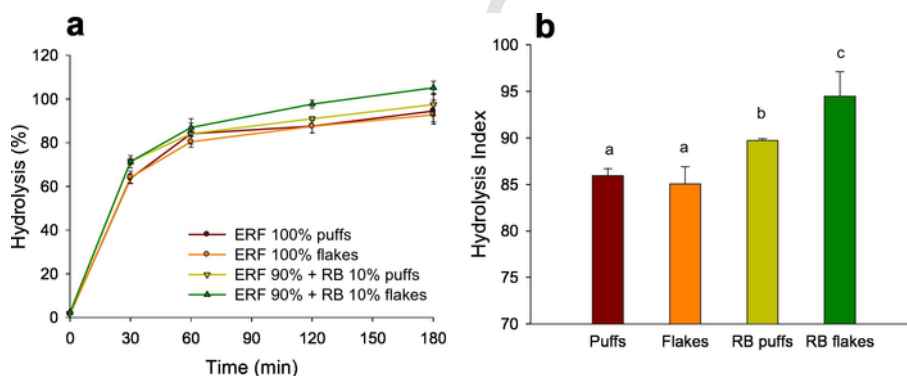 a
Hydrolysis (%)
120
100
80
60
40
20
0
0 30 60 90 120 150 180
Time (min)
ERF 100% puffs
ERF 100% flakes
ERF 90% + RB 10% puffs
ERF 90% + RB 10% flakes
b
Hydrolysis Index
100
95
90
85
80
75
70
a
a
b
c
Puffs Flakes RB puffs RB flakes